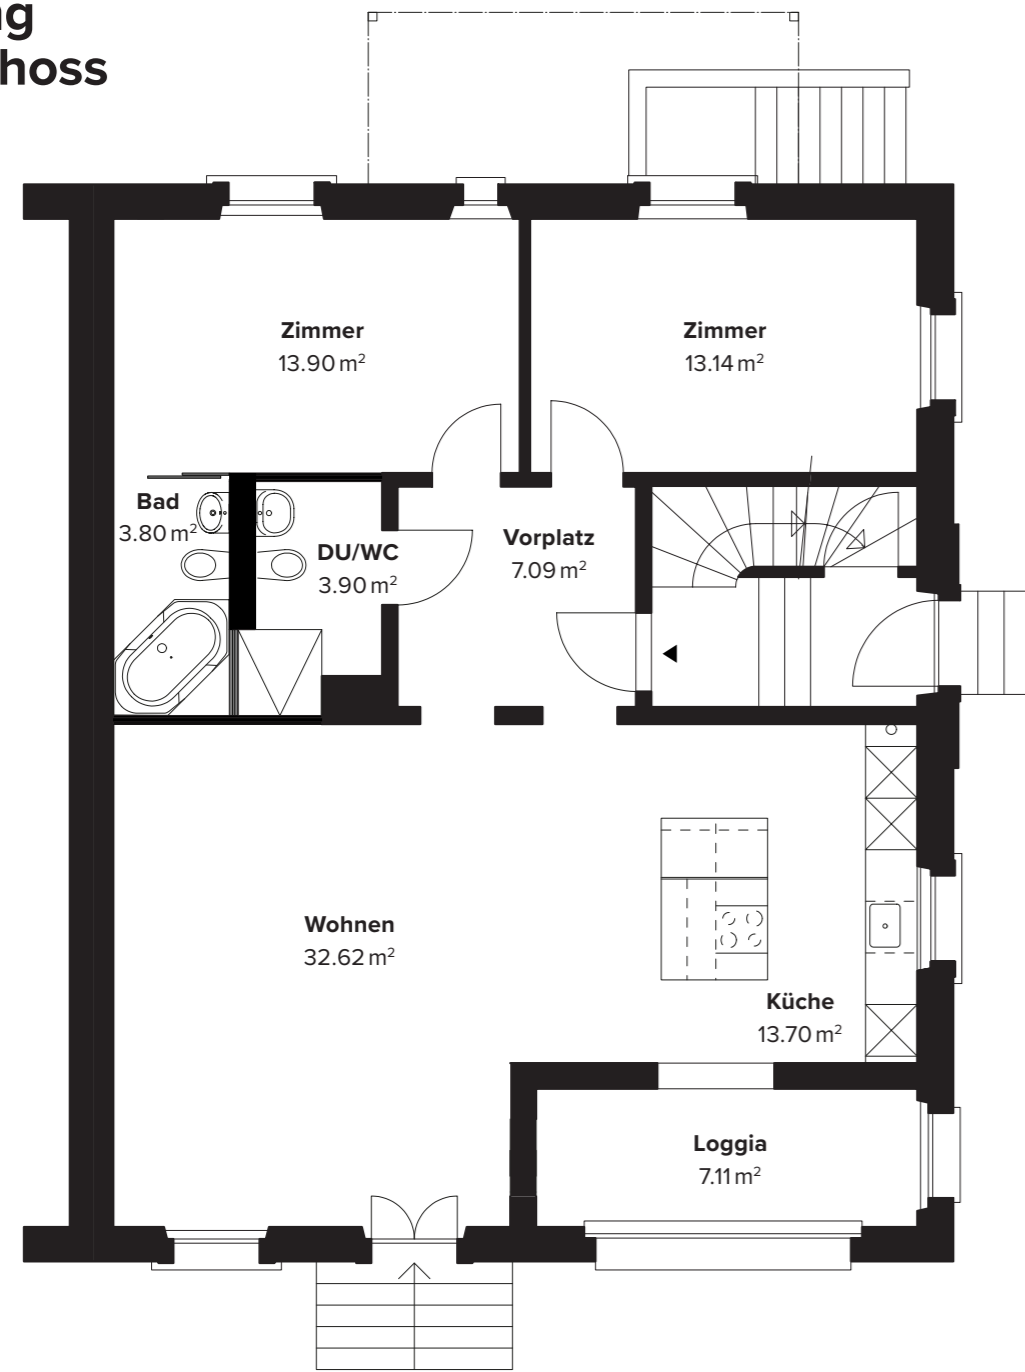 Zimmer
13.90 m²
Zimmer
13.14 m²
Bad
3.80 m²
DU/WC
3.90 m²
Vorplatz
7.09 m²
Wohnen
32.62 m²
Küche
13.70 m²
Loggia
7.11 m²